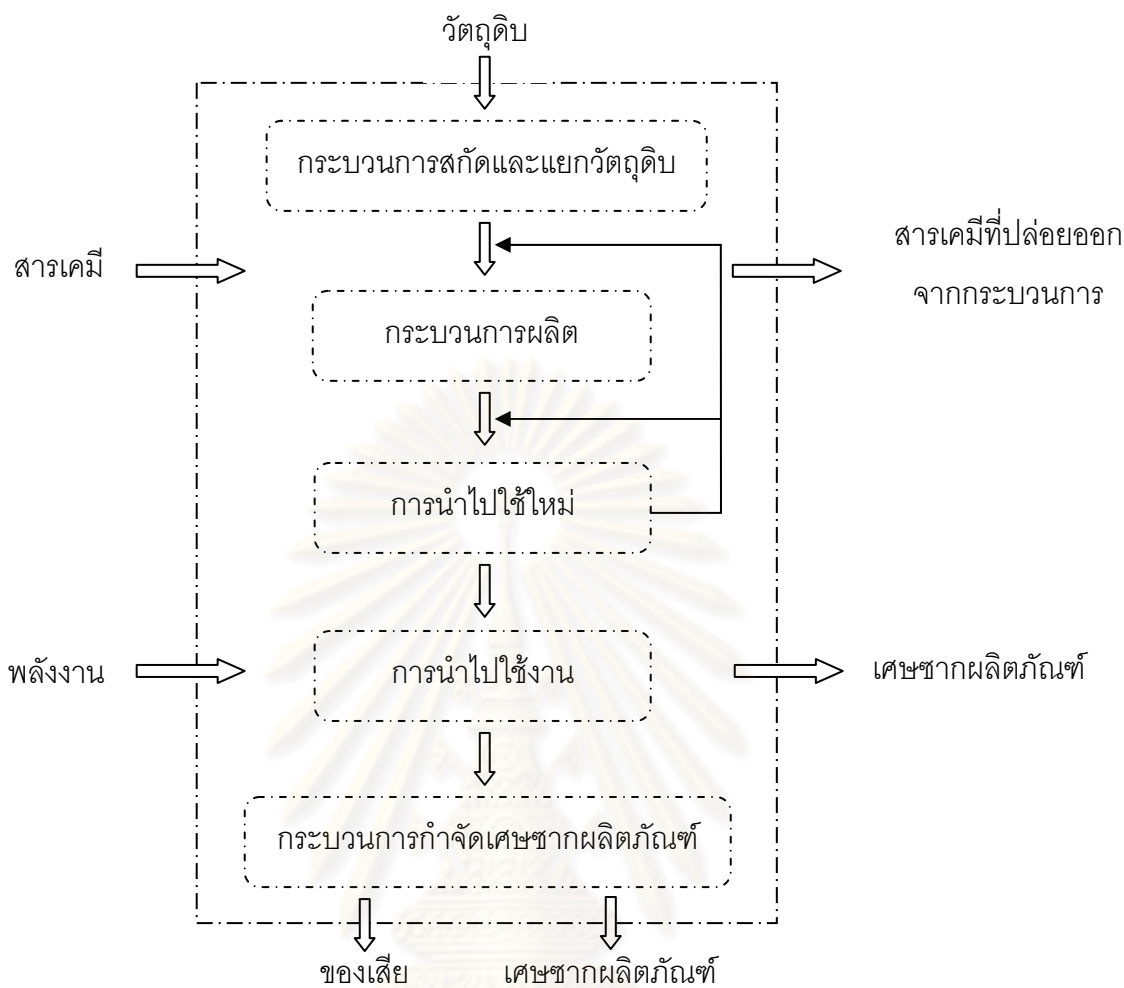 วัตถุดิบ
กระบวนการสกัดและแยกวัตถุดิบ
สารเคมี
สารเคมีที่ปล่อยออก
จากกระบวนการ
กระบวนการผลิต
การนำไปใช้ใหม่
พลังงาน
การนำไปใช้งาน
เศษซากผลิตภัณฑ์
กระบวนการกำจัดเศษซากผลิตภัณฑ์
ของเสีย
เศษซากผลิตภัณฑ์